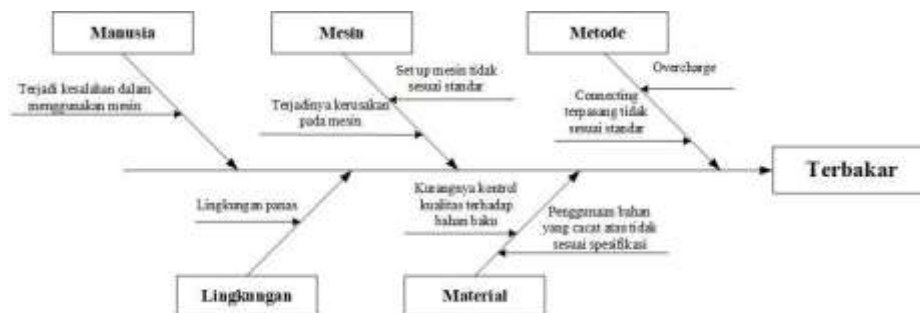 Manusia
Mesin
Metode
Terjadi kesalahan dalam
menggunakan mesin
Set up mesin tidak
sesuai standar
Terjadinya kerusakan
pada mesin
Overcharge
Connecting
terpasang tidak
sesuai standar
Terbakar
Lingkungan panas
Kurangnya kontrol
kualitas terhadap
bahan baku
Penggunaan bahan
yang cacat atau tidak
sesuai spesifikasi
Lingkungan
Material